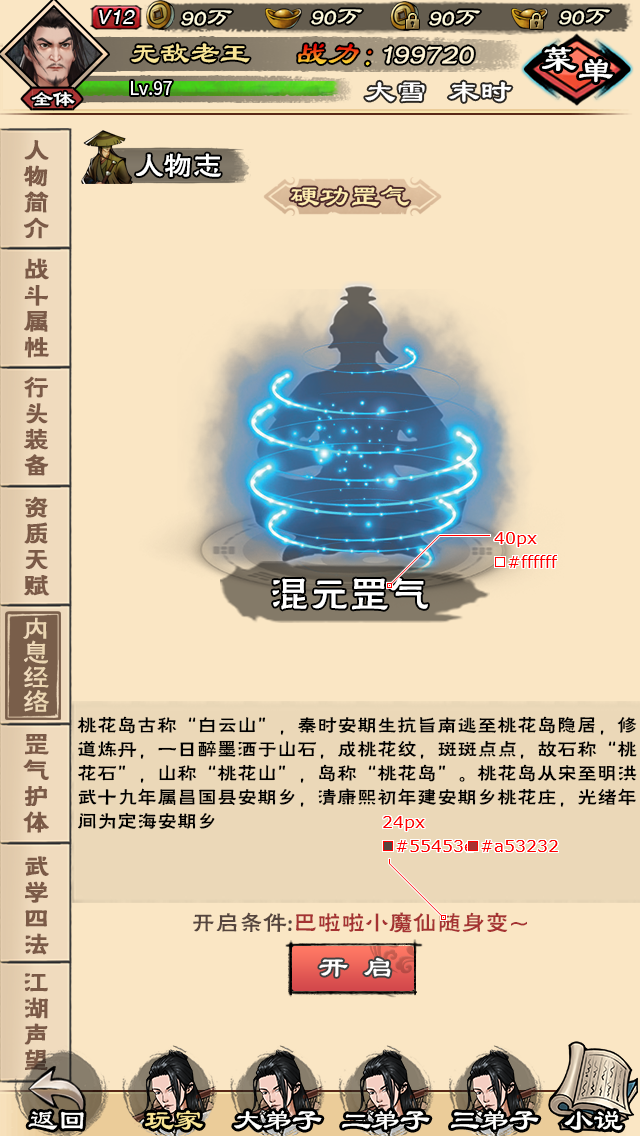 V12 90万 90万 90万 90万
无敌老王 战力：199720
菜单
全体 Lv.97 大雪 末时
人物志
硬功罡气
人物简介
战斗属性
行头装备
资质天赋
内息经络
罡气护体
武学四法
江湖声望
40px
#ffffff
混元罡气
桃花岛古称“白云山”，秦时安期生抗旨南逃至桃花岛隐居，修
道炼丹，一日醉墨洒于山石，成桃花纹，斑斑点点，故石称“桃
花石”，山称“桃花山”，岛称“桃花岛”。桃花岛从宋至明洪
武十九年属昌国县安期乡，清康熙初年建安期乡桃花庄，光绪年
间为定海安期乡
24px
#55453e #a53232
开启条件:巴啦啦小魔仙随身变~
开启
返回 玩家 大弟子 二弟子 三弟子 小说